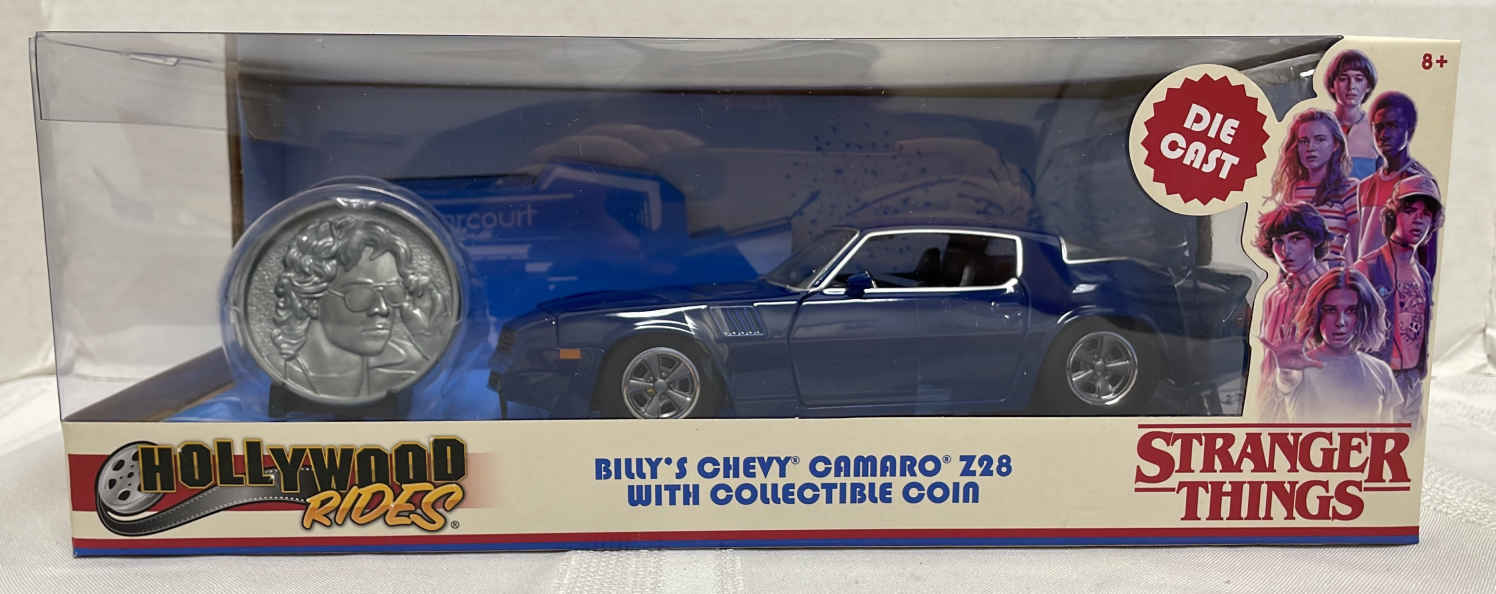 8+
DIE
CAST
HOLLYWOOD
RIDES®
BILLY'S CHEVY® CAMARO® Z28
WITH COLLECTIBLE COIN
STRANGER
THINGS